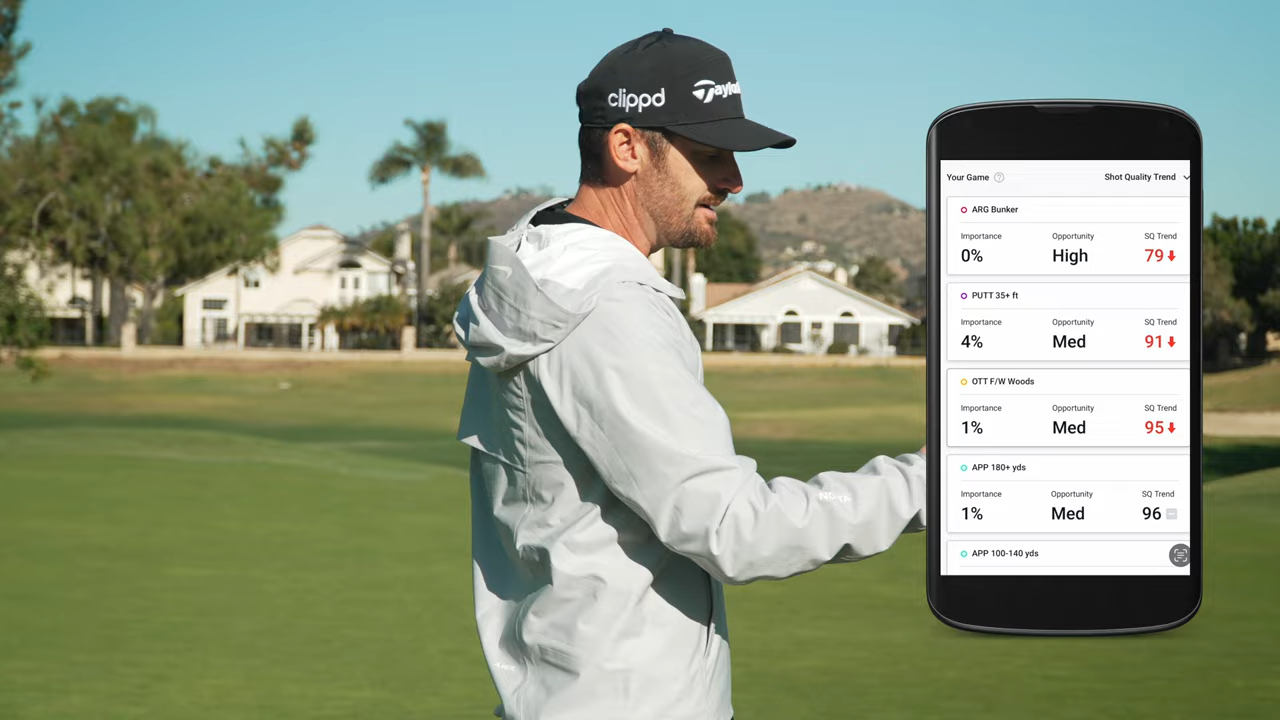 clippd
Taylor
Your Game
Shot Quality Trend
ARG Bunker
Importance
Opportunity
SQ Trend
0%
High
79
PUTT 35+ ft
Importance
Opportunity
SQ Trend
4%
Med
91
OTT F/W Woods
Importance
Opportunity
SQ Trend
1%
Med
95
APP 180+ yds
Importance
Opportunity
SQ Trend
1%
Med
96
APP 100-140 yds